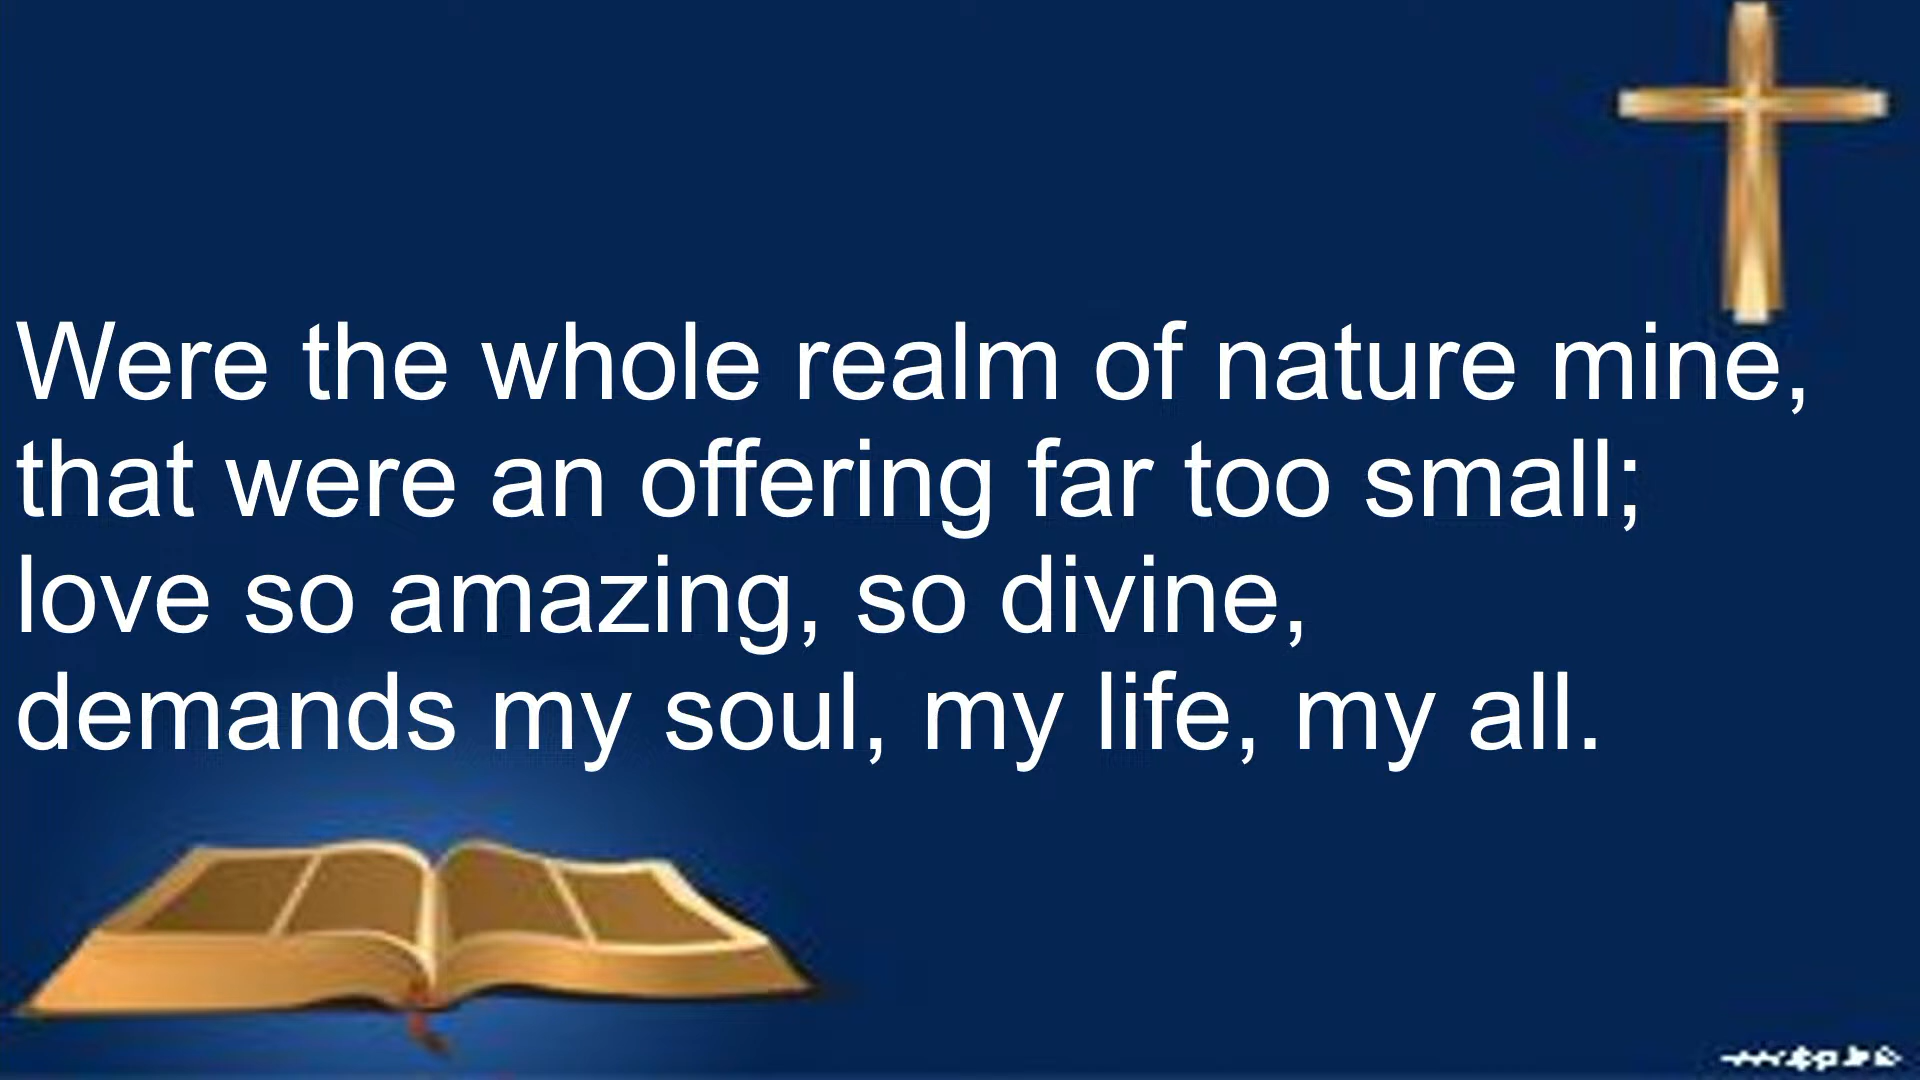 Were the whole realm of nature mine,
that were an offering far too small;
love so amazing, so divine,
demands my soul, my life, my all.